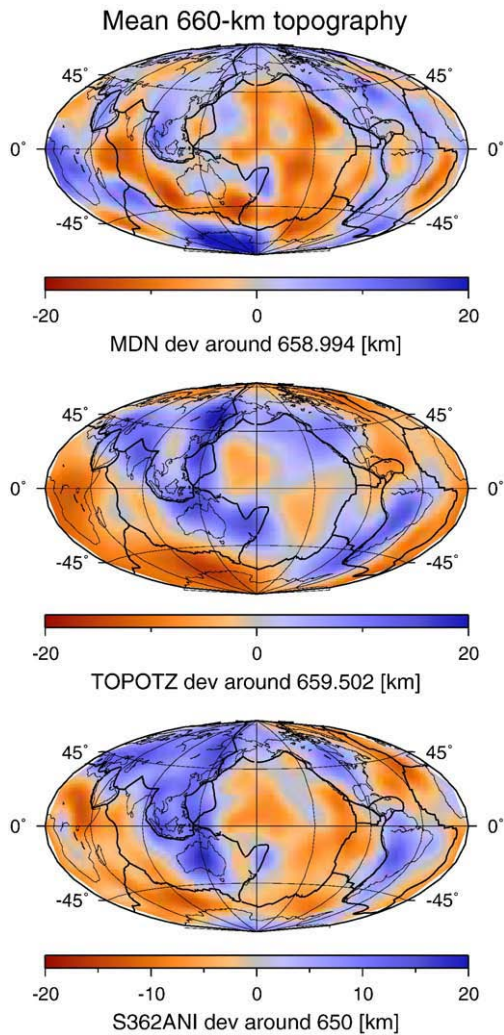 Mean 660-km topography
45˚ 45˚
0˚ 0˚
-45˚ -45˚
-20 0 20
MDN dev around 658.994 [km]
45˚ 45˚
0˚ 0˚
-45˚ -45˚
-20 0 20
TOPOTZ dev around 659.502 [km]
45˚ 45˚
0˚ 0˚
-45˚ -45˚
-20 -10 0 10 20
S362ANI dev around 650 [km]